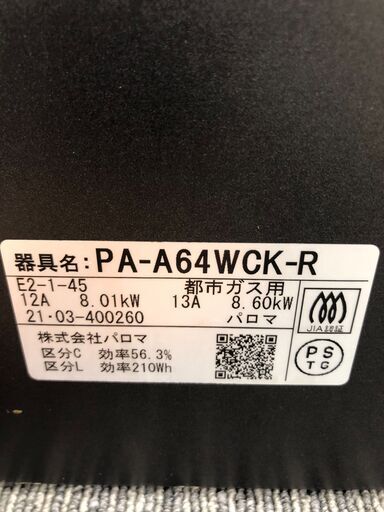 器具名: PA-A64WCK-R
E2-1-45 都市ガス用
12A 8.01kW 13A 8.60kW
21・03-400260 パロマ
JIA認証
株式会社パロマ
区分C 効率56.3%
区分L 効率210Wh
PS
TG